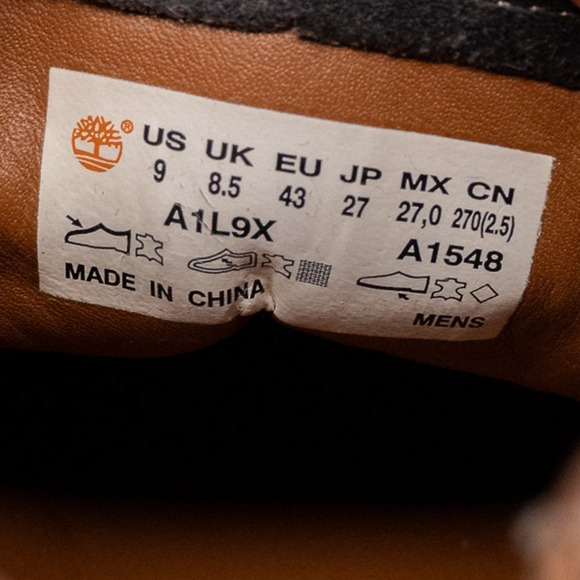 ® US UK EU JP MX CN
9 8.5 43 27 27,0 270(2.5)
A1L9X A1548
MADE IN CHINA MENS